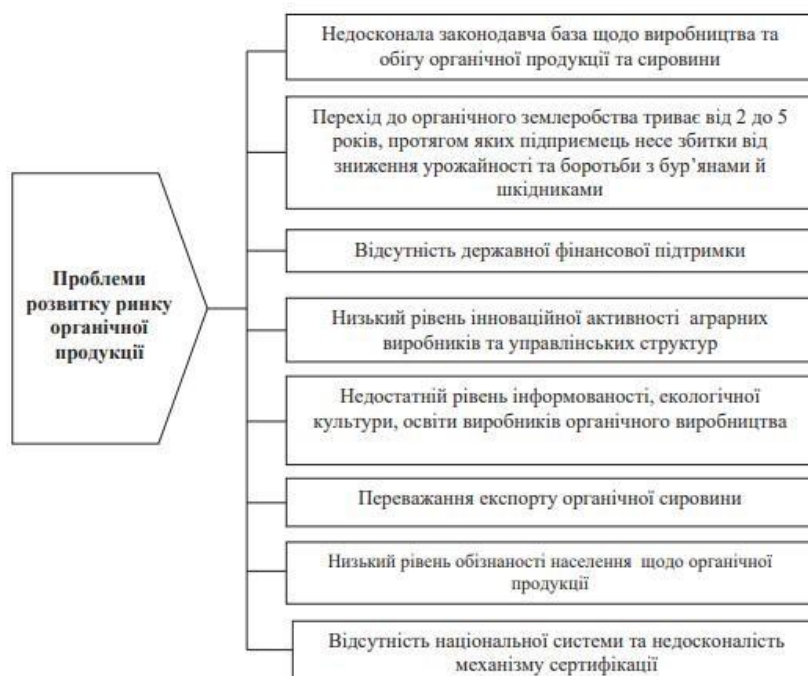 Недосконала законодавча база щодо виробництва та
обігу органічної продукції та сировини
Перехід до органічного землеробства триває від 2 до 5
років, протягом яких підприємець несе збитки від
зниження урожайності та боротьби з бур’янами й
шкідниками
Відсутність державної фінансової підтримки
Проблеми
розвитку ринку
органічної
продукції
Низький рівень інноваційної активності аграрних
виробників та управлінських структур
Недостатній рівень інформованості, екологічної
культури, освіти виробників органічного виробництва
Переважання експорту органічної сировини
Низький рівень обізнаності населення щодо органічної
продукції
Відсутність національної системи та недосконалість
механізму сертифікації